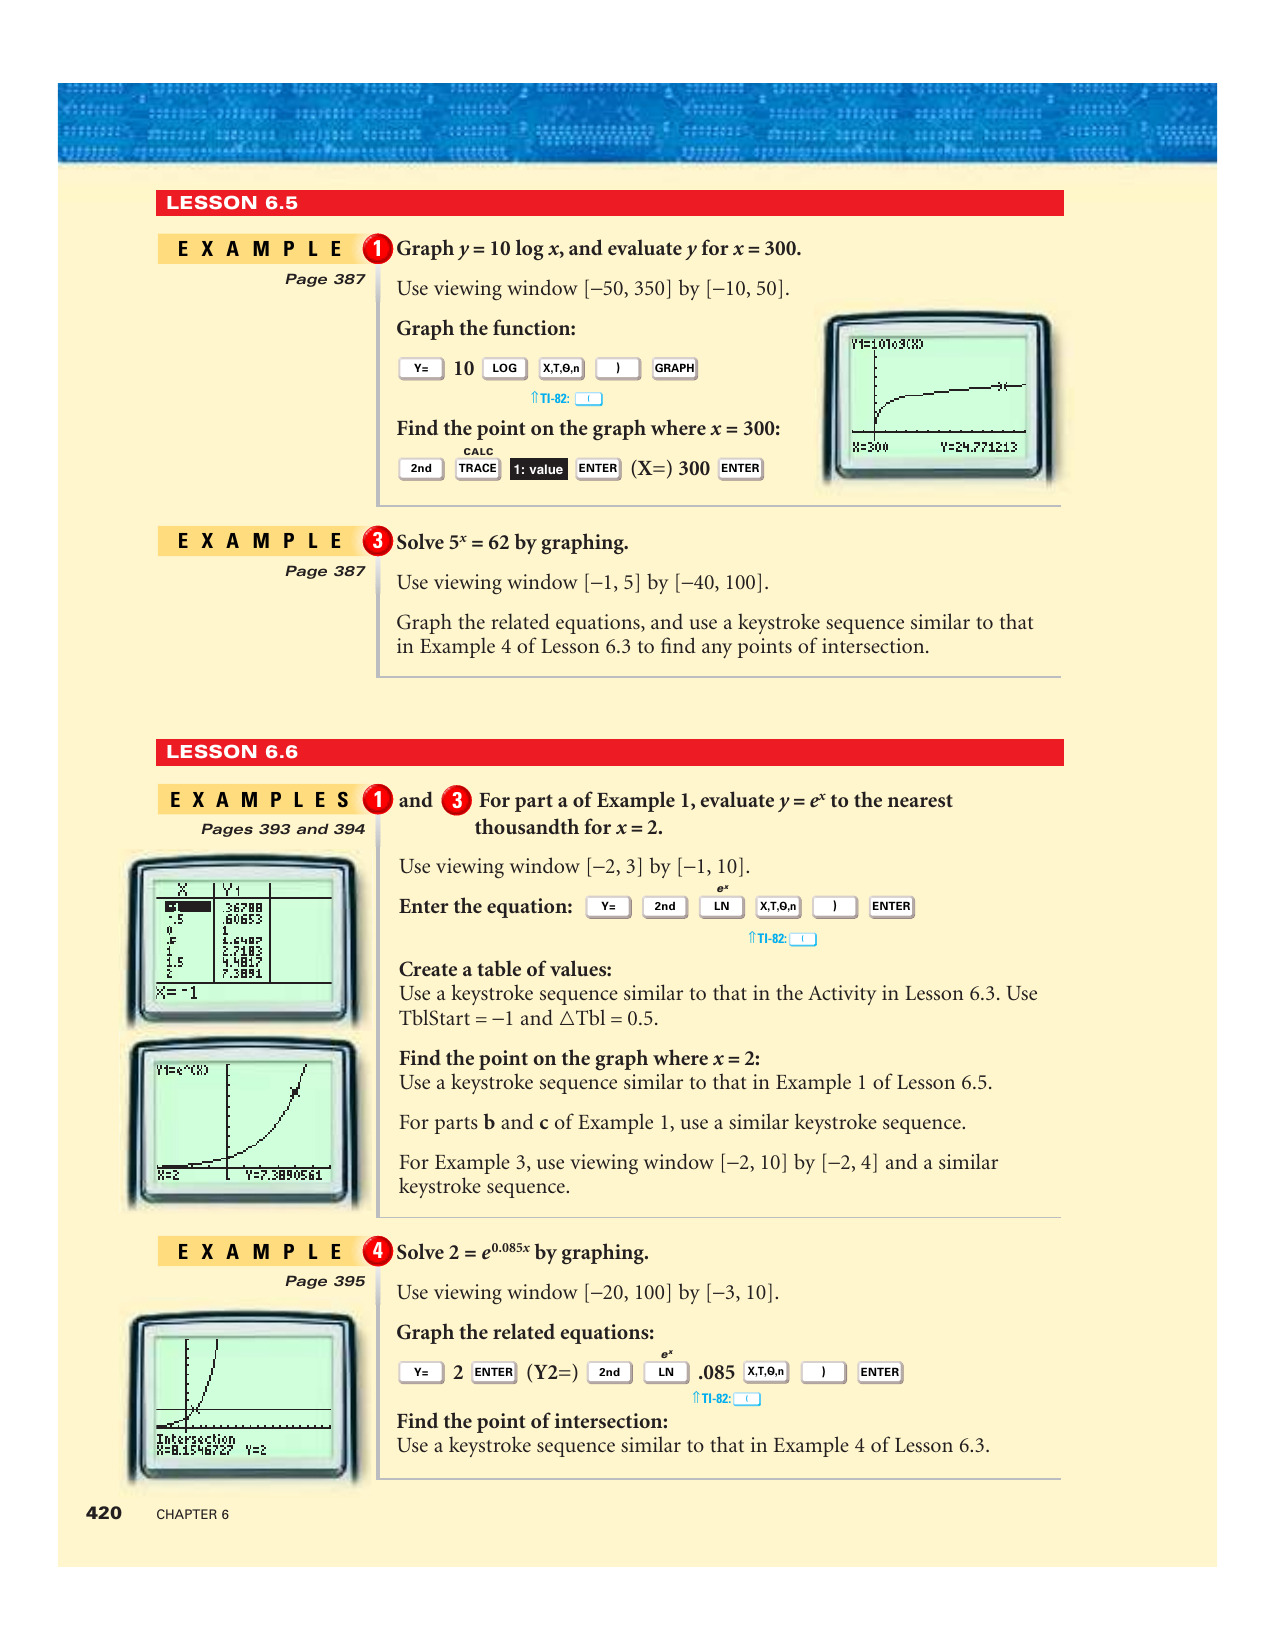 LESSON 6.5
EXAMPLE 1 Graph y = 10 log x, and evaluate y for x = 300.
Page 387
Use viewing window [−50, 350] by [−10, 50].
Graph the function:
Y= 10 LOG X,T,Θ,n ) GRAPH
⇑TI-82: (
Find the point on the graph where x = 300:
CALC
2nd TRACE 1: value ENTER (X=) 300 ENTER
Y1=10log(X)
X=300 Y=24.771213
EXAMPLE 3 Solve 5ˣ = 62 by graphing.
Page 387
Use viewing window [−1, 5] by [−40, 100].
Graph the related equations, and use a keystroke sequence similar to that
in Example 4 of Lesson 6.3 to find any points of intersection.
LESSON 6.6
EXAMPLES 1 and 3 For part a of Example 1, evaluate y = eˣ to the nearest
thousandth for x = 2.
Pages 393 and 394
Use viewing window [−2, 3] by [−1, 10].
eˣ
Enter the equation: Y= 2nd LN X,T,Θ,n ) ENTER
⇑TI-82: (
Create a table of values:
Use a keystroke sequence similar to that in the Activity in Lesson 6.3. Use
TblStart = −1 and △Tbl = 0.5.
Find the point on the graph where x = 2:
Use a keystroke sequence similar to that in Example 1 of Lesson 6.5.
For parts b and c of Example 1, use a similar keystroke sequence.
For Example 3, use viewing window [−2, 10] by [−2, 4] and a similar
keystroke sequence.
X Y1
-1 .36788
-.5 .60653
0 1
.5 1.6487
1 2.7183
1.5 4.4817
2 7.3891
X= -1
Y1=e^(X)
X=2 Y=7.3890561
EXAMPLE 4 Solve 2 = e⁰·⁰⁸⁵ˣ by graphing.
Page 395
Use viewing window [−20, 100] by [−3, 10].
Graph the related equations:
eˣ
Y= 2 ENTER (Y2=) 2nd LN .085 X,T,Θ,n ) ENTER
⇑TI-82: (
Find the point of intersection:
Use a keystroke sequence similar to that in Example 4 of Lesson 6.3.
Intersection
X=8.1546727 Y=2
420 CHAPTER 6